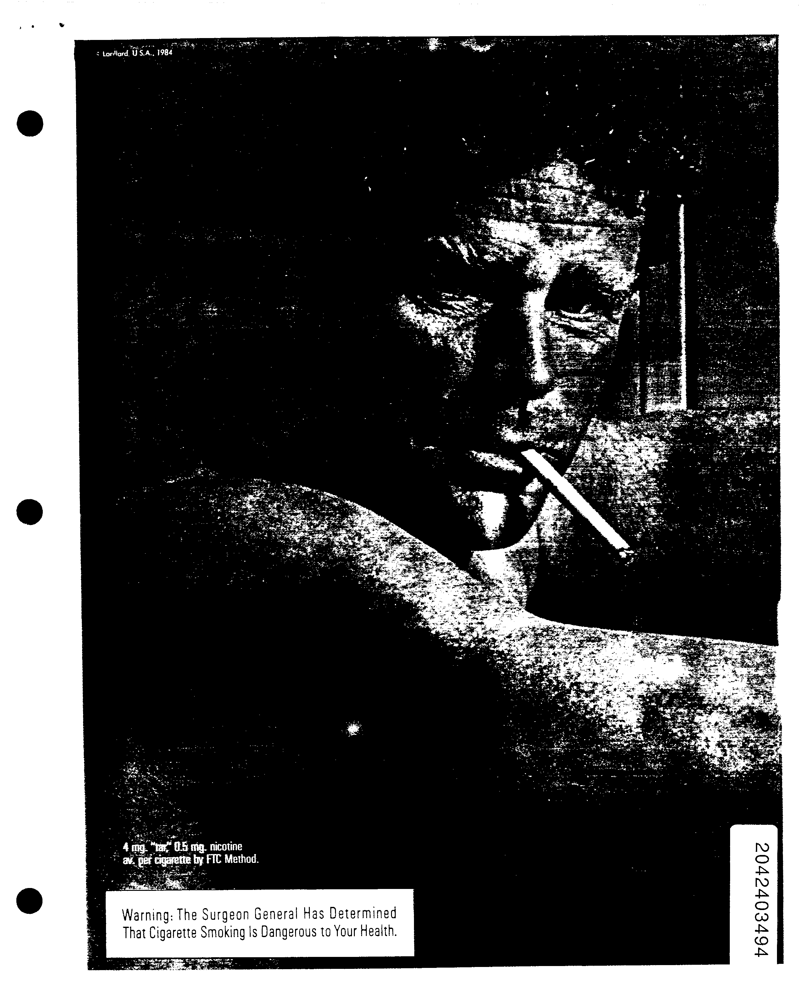 © Lorillard, U.S.A., 1984
4 mg. "tar," 0.5 mg. nicotine
av. per cigarette by FTC Method.
Warning: The Surgeon General Has Determined
That Cigarette Smoking Is Dangerous to Your Health.
2042403494